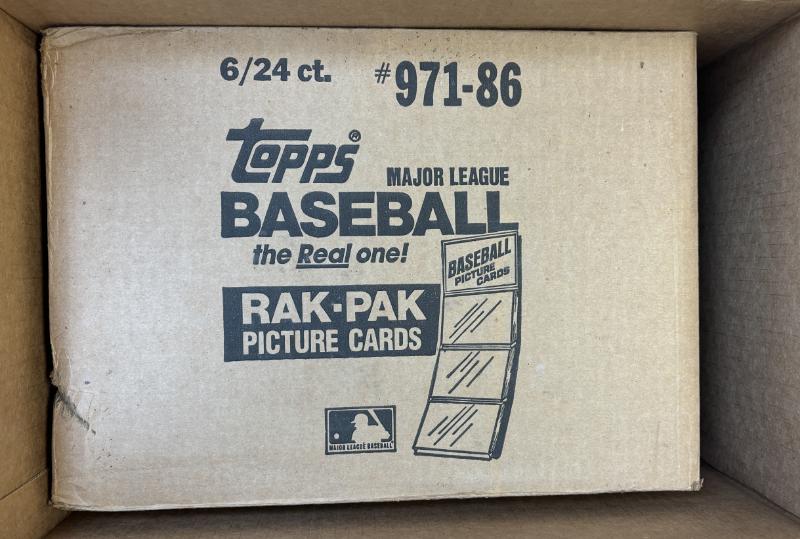 6/24 ct. #971-86
topps®
MAJOR LEAGUE
BASEBALL
the Real one!
BASEBALL
PICTURE
CARDS
RAK-PAK
PICTURE CARDS
MAJOR LEAGUE BASEBALL